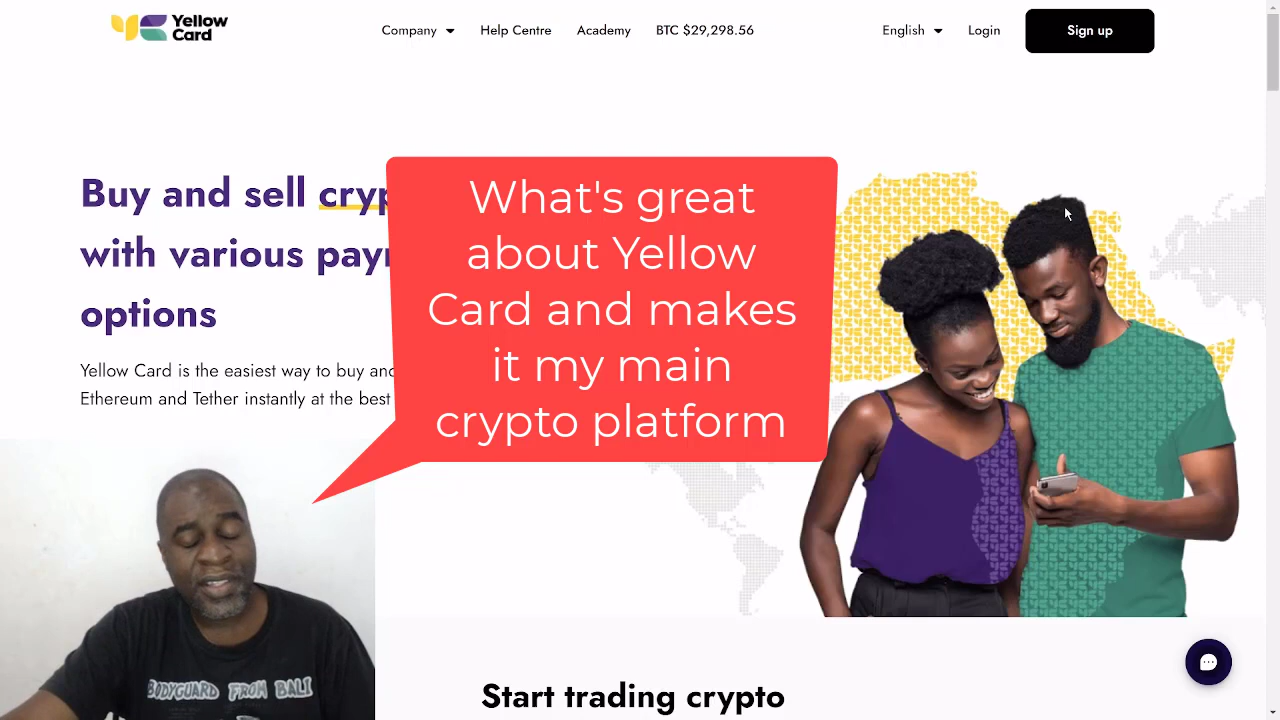 Yellow
Card
Company
Help Centre
Academy
BTC $29,298.56
English
Login
Sign up
Buy and sell cryp
with various payr
options
Yellow Card is the easiest way to buy and
Ethereum and Tether instantly at the best
What's great
about Yellow
Card and makes
it my main
crypto platform
BODYGUARD FROM BALI
Start trading crypto